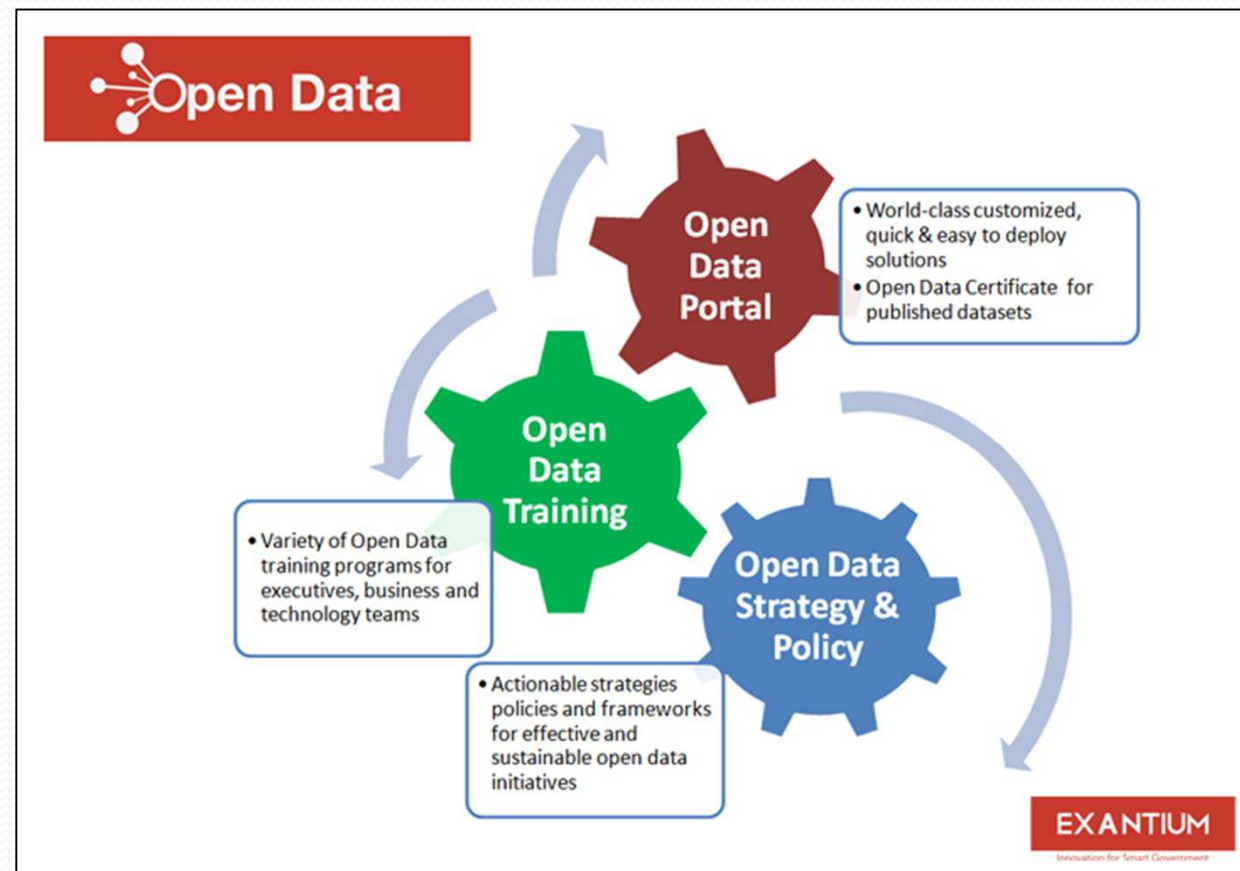 Open Data
Open
Data
Portal
• World-class customized,
quick & easy to deploy
solutions
• Open Data Certificate for
published datasets
Open
Data
Training
• Variety of Open Data
training programs for
executives, business and
technology teams
Open Data
Strategy &
Policy
• Actionable strategies
policies and frameworks
for effective and
sustainable open data
initiatives
EXANTIUM
Innovation for Smart Government